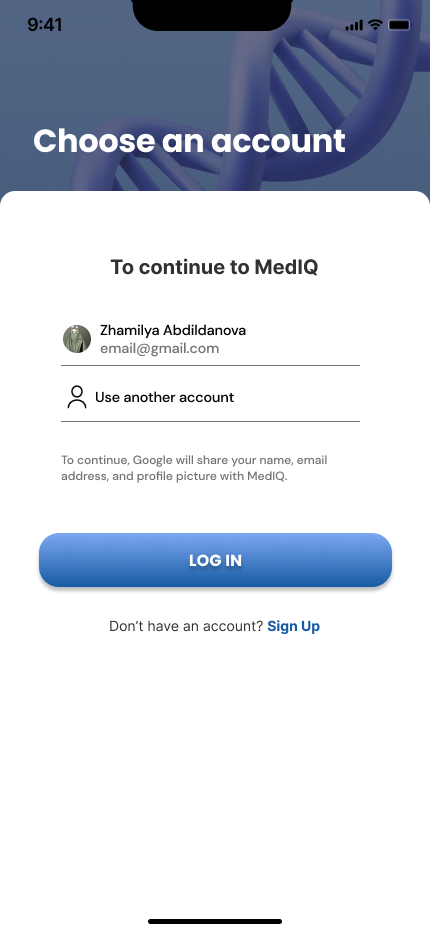 9:41
Choose an account
To continue to MedIQ
Zhamilya Abdildanova
email@gmail.com
Use another account
To continue, Google will share your name, email
address, and profile picture with MedIQ.
LOG IN
Don’t have an account? Sign Up